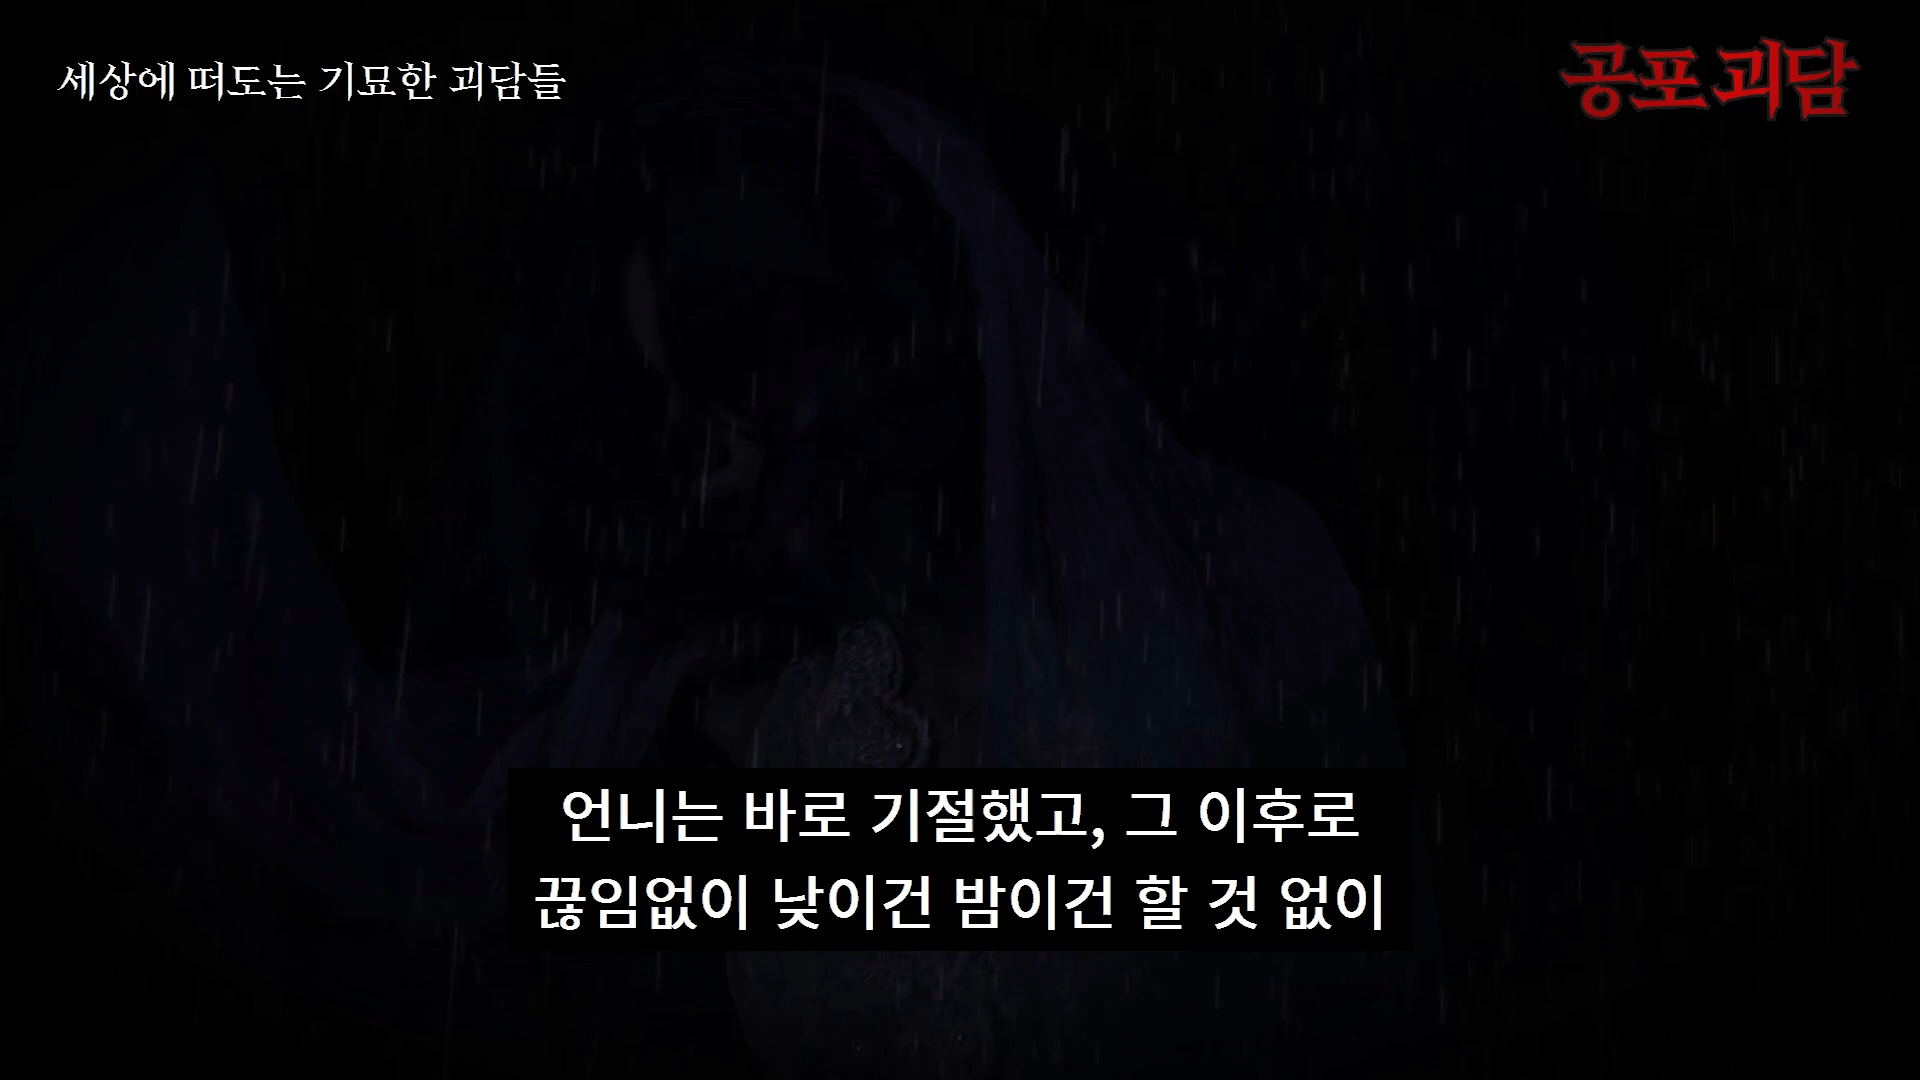 세상에 떠도는 기묘한 괴담들
공포 괴담
언니는 바로 기절했고, 그 이후로
끊임없이 낮이건 밤이건 할 것 없이